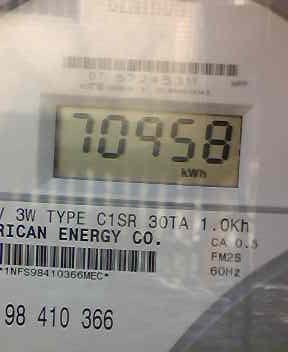 70958
kWh
/ 3W TYPE C1SR 30TA 1.0Kh
RICAN ENERGY CO.
CA 0.5
FM2S
60Hz
*1NFS98410366MEC*
98 410 366